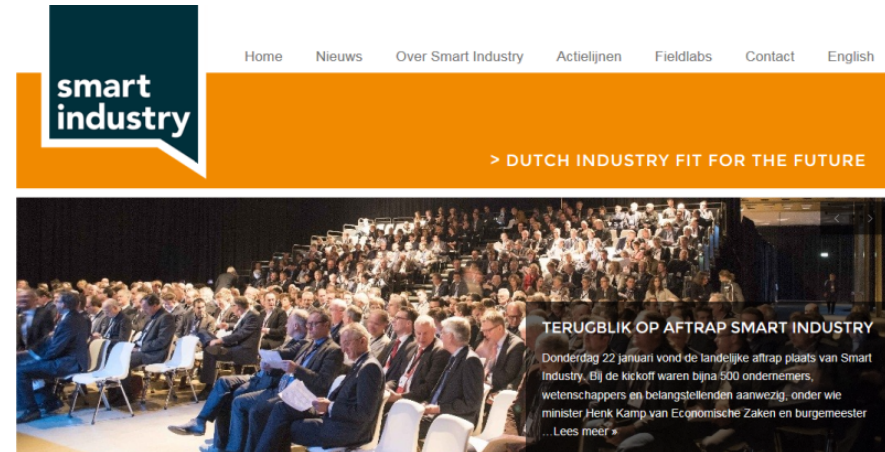 smart
industry
Home Nieuws Over Smart Industry Actielijnen Fieldlabs Contact English
> DUTCH INDUSTRY FIT FOR THE FUTURE
TERUGBLIK OP AFTRAP SMART INDUSTRY
Donderdag 22 januari vond de landelijke aftrap plaats van Smart
Industry. Bij de kickoff waren bijna 500 ondernemers,
wetenschappers en belangstellenden aanwezig, onder wie
minister Henk Kamp van Economische Zaken en burgemeester
...Lees meer »